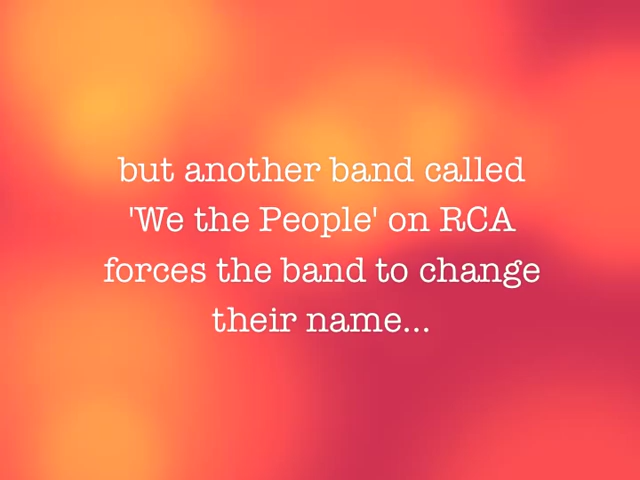 but another band called
'We the People' on RCA
forces the band to change
their name...